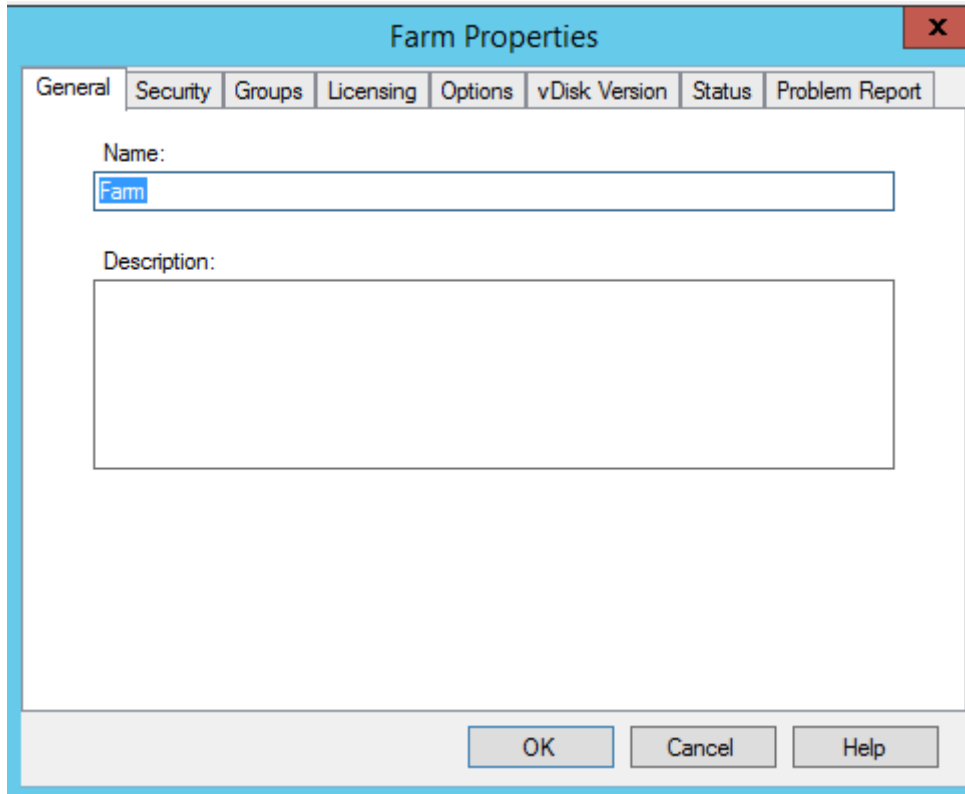 Farm Properties
x
General Security Groups Licensing Options vDisk Version Status Problem Report
Name:
Farm
Description:
OK Cancel Help